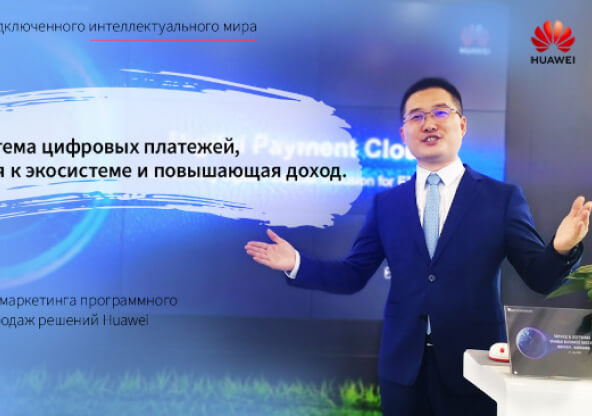 дключенного интеллектуального мира
HUAWEI
тема цифровых платежей,
я к экосистеме и повышающая доход.
Payment Clo
маркетинга программного
одаж решений Huawei